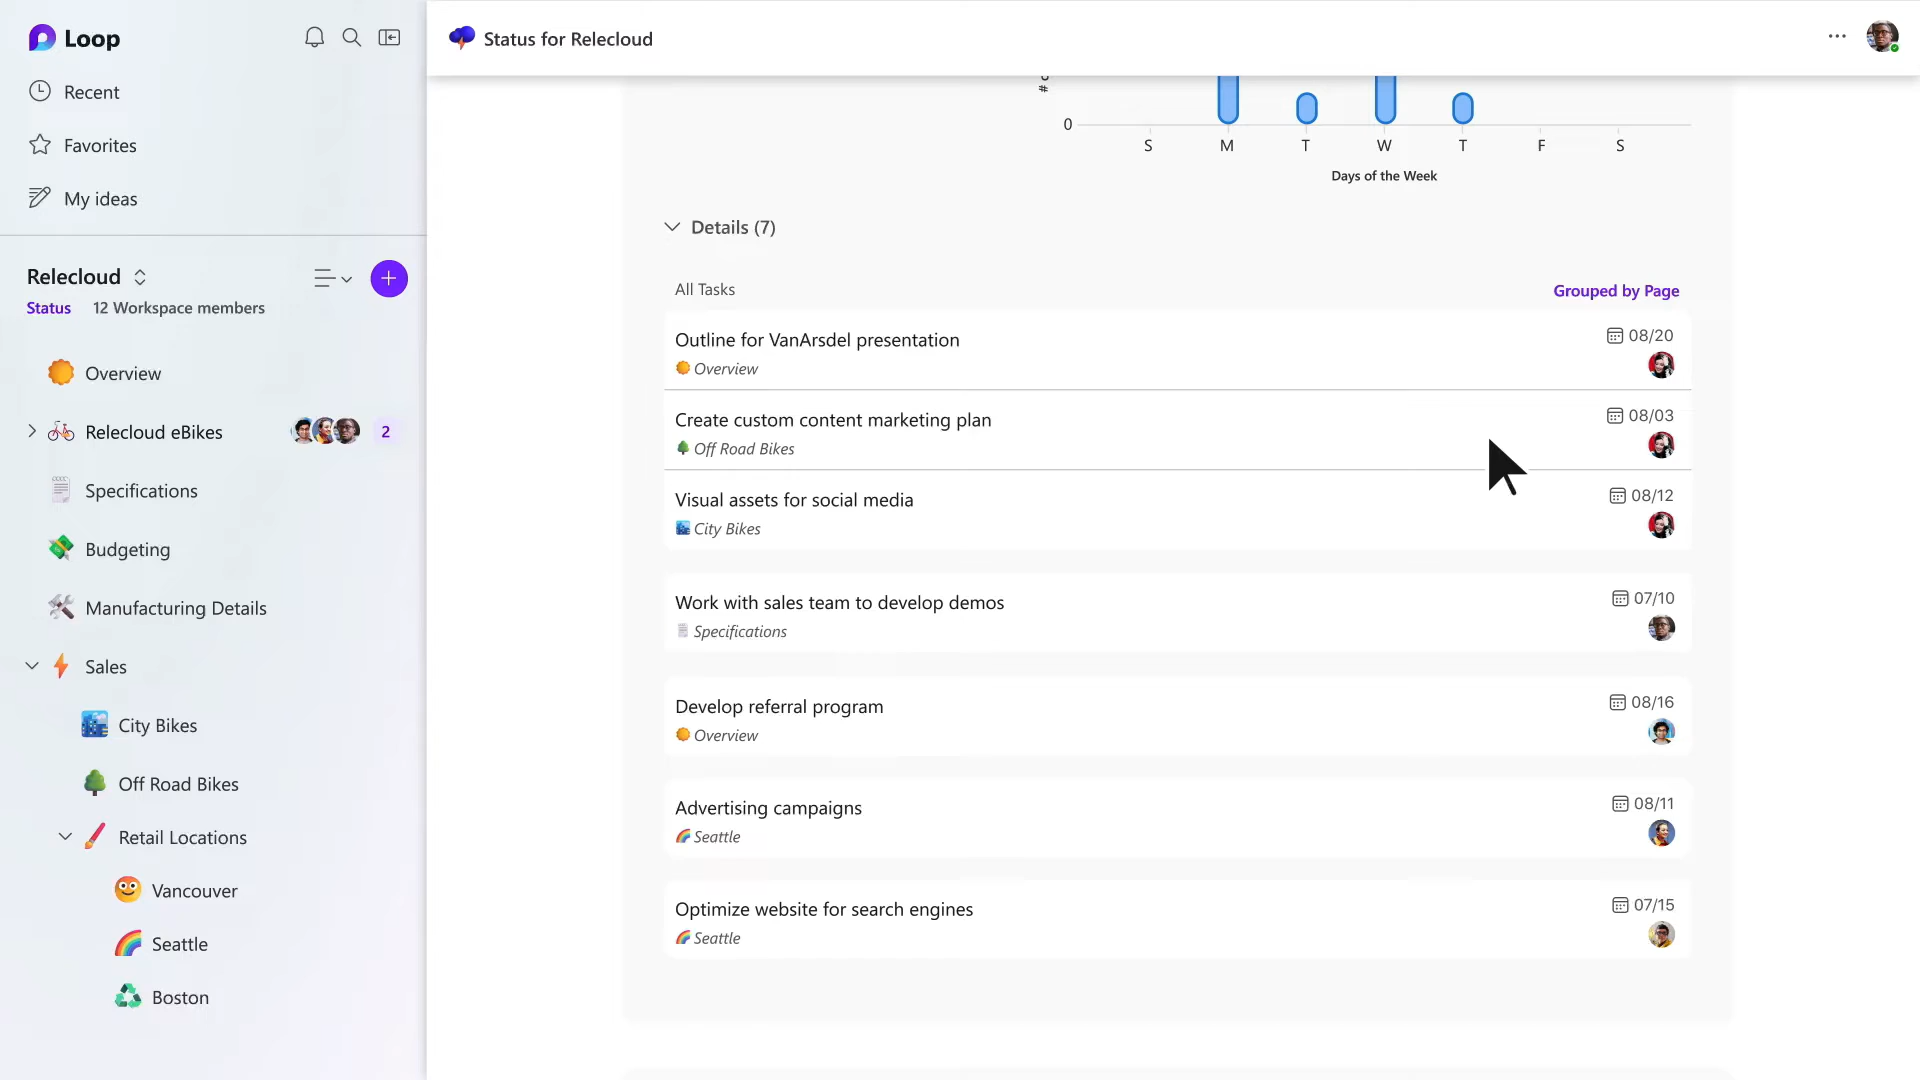 Loop
Recent
Favorites
My ideas
Relecloud
Status 12 Workspace members
Overview
Relecloud eBikes 2
Specifications
Budgeting
Manufacturing Details
Sales
City Bikes
Off Road Bikes
Retail Locations
Vancouver
Seattle
Boston
Status for Relecloud
0
S M T W T F S
Days of the Week
Details (7)
All Tasks Grouped by Page
Outline for VanArsdel presentation 08/20
Overview
Create custom content marketing plan 08/03
Off Road Bikes
Visual assets for social media 08/12
City Bikes
Work with sales team to develop demos 07/10
Specifications
Develop referral program 08/16
Overview
Advertising campaigns 08/11
Seattle
Optimize website for search engines 07/15
Seattle